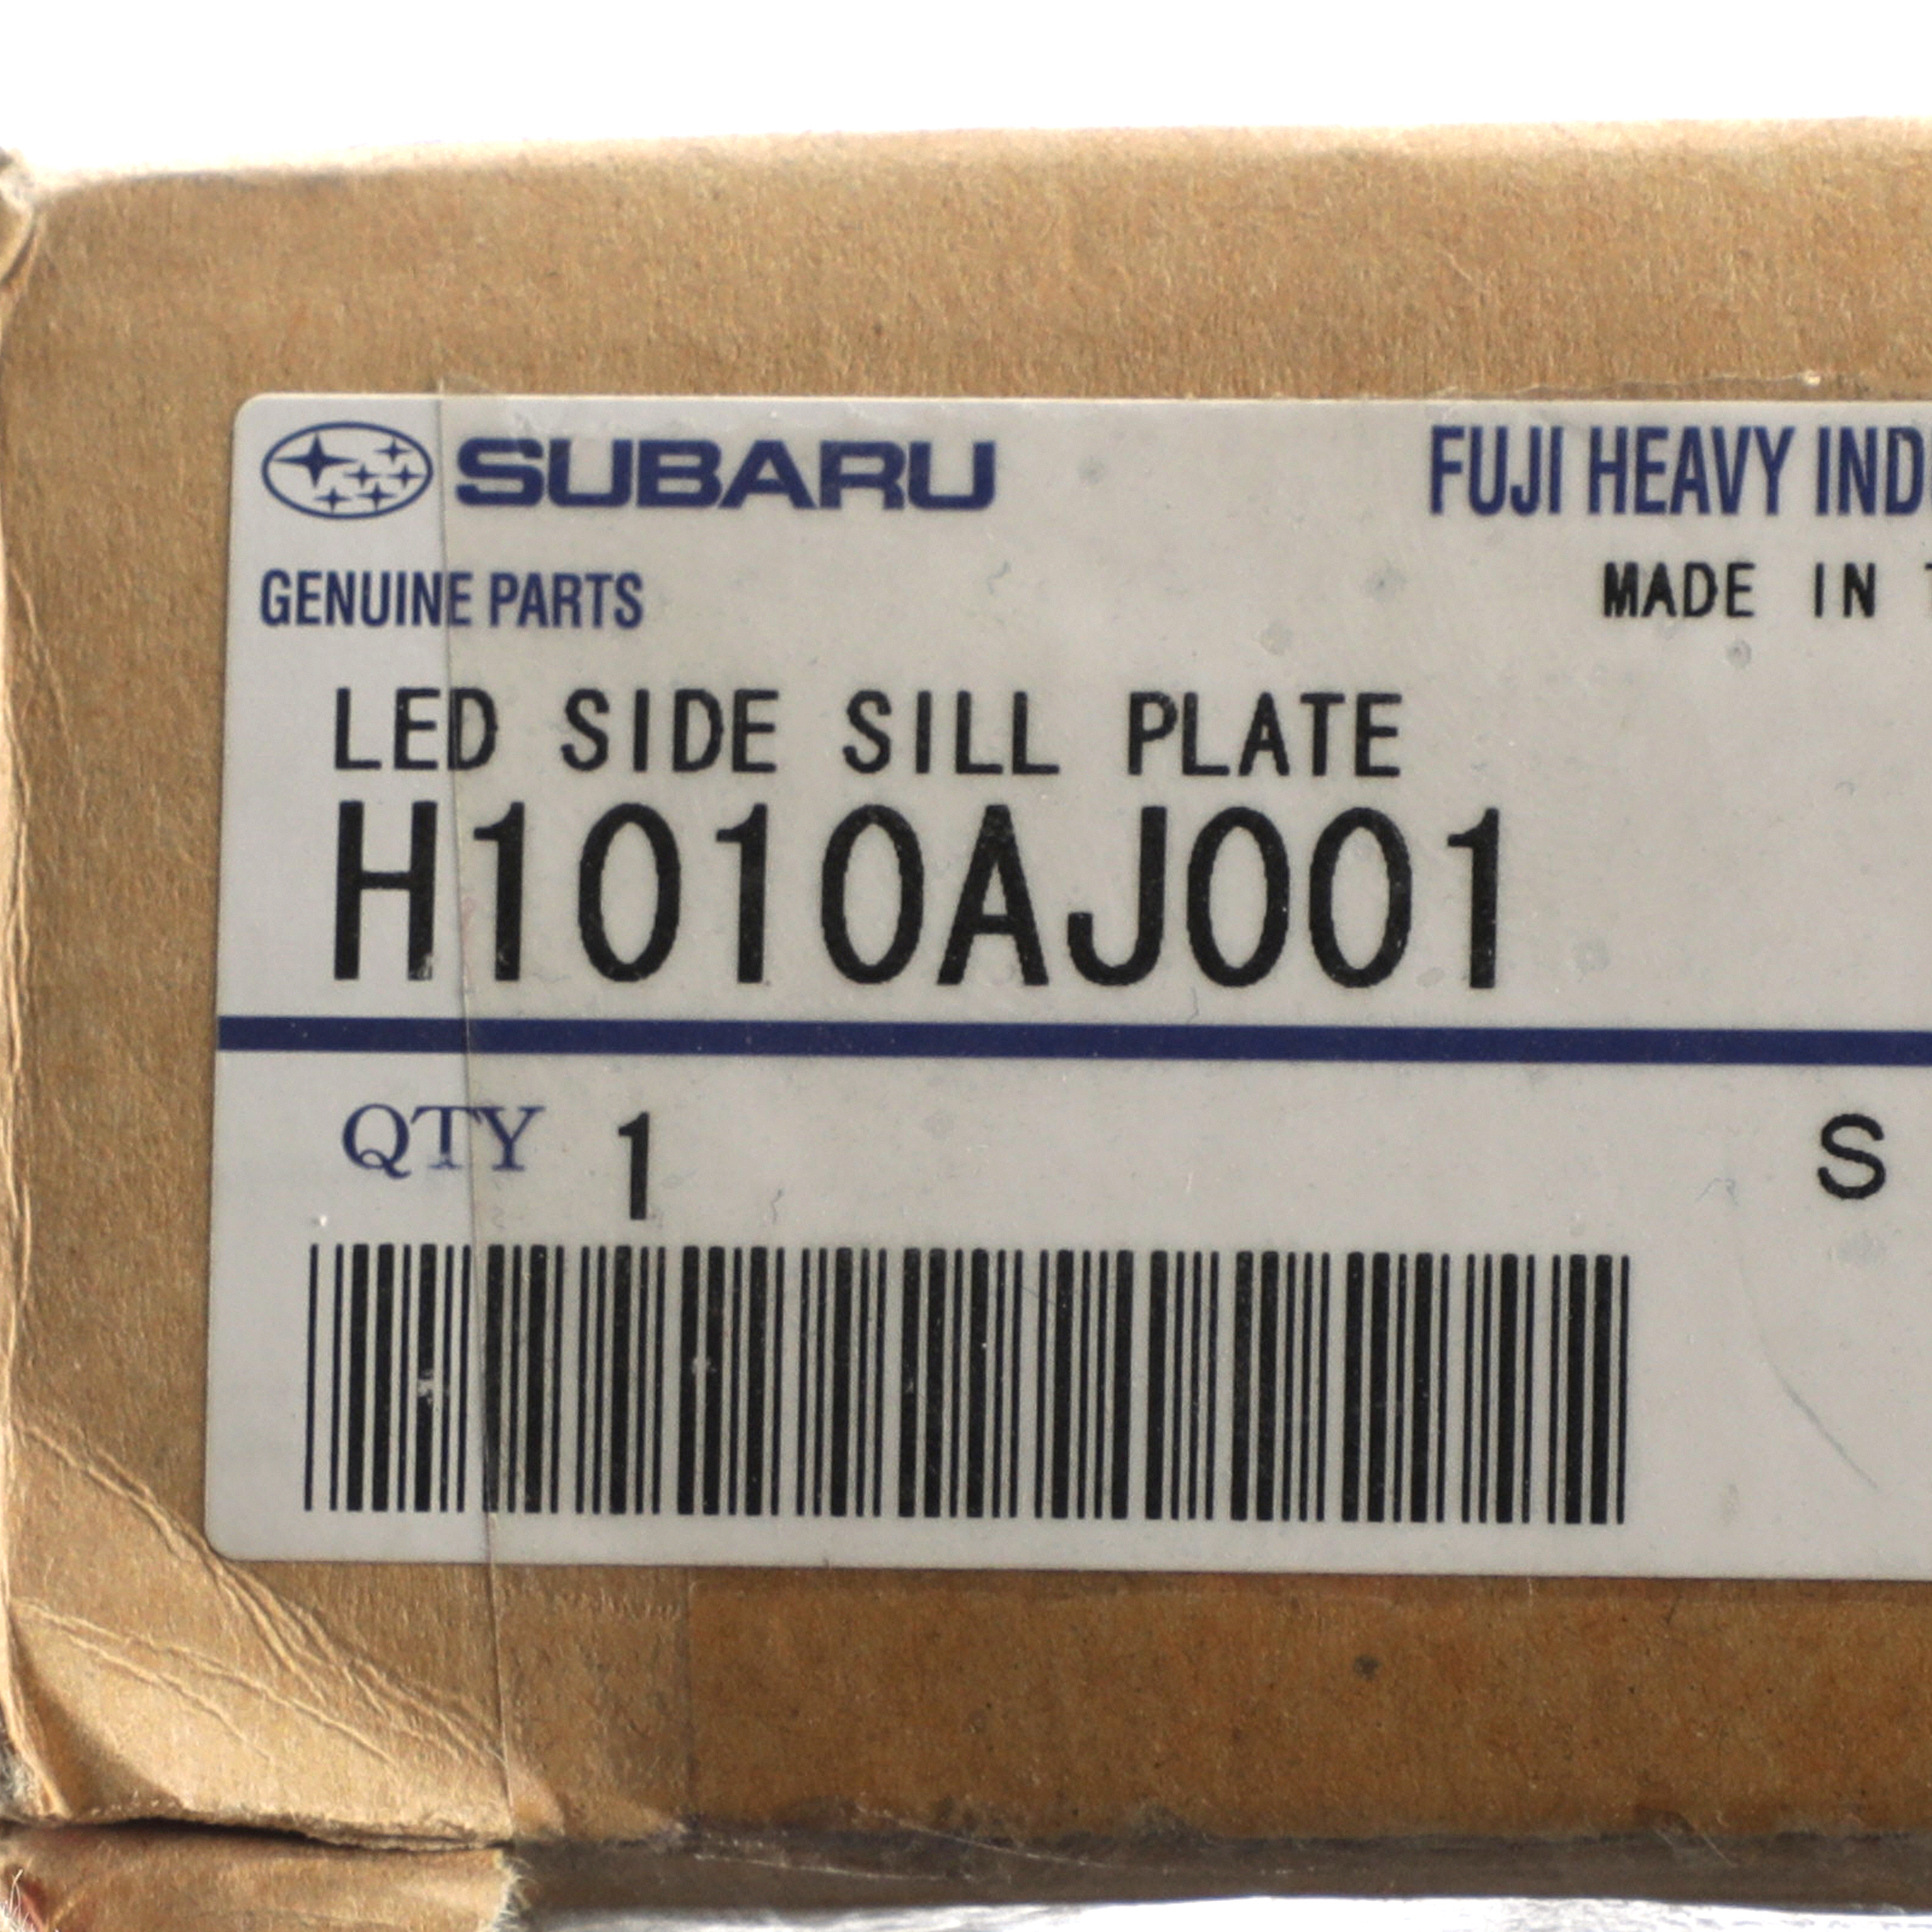 SUBARU
FUJI HEAVY IND
GENUINE PARTS
MADE IN
LED SIDE SILL PLATE
H1010AJ001
QTY 1
S